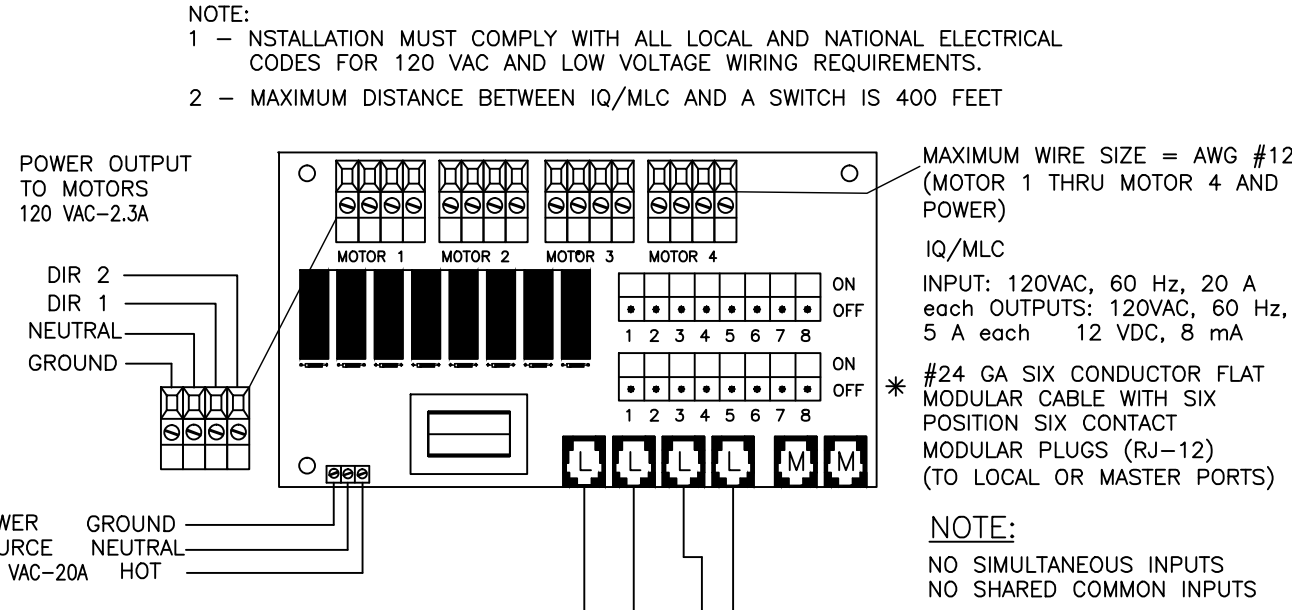 NOTE:
1 – NSTALLATION MUST COMPLY WITH ALL LOCAL AND NATIONAL ELECTRICAL
CODES FOR 120 VAC AND LOW VOLTAGE WIRING REQUIREMENTS.
2 – MAXIMUM DISTANCE BETWEEN IQ/MLC AND A SWITCH IS 400 FEET
POWER OUTPUT
TO MOTORS
120 VAC–2.3A
DIR 2
DIR 1
NEUTRAL
GROUND
MOTOR 1 MOTOR 2 MOTOR 3 MOTOR 4
ON
OFF
1 2 3 4 5 6 7 8
ON
OFF
1 2 3 4 5 6 7 8
L L L L M M
GROUND
NEUTRAL
VAC–20A HOT
MAXIMUM WIRE SIZE = AWG #12
(MOTOR 1 THRU MOTOR 4 AND
POWER)
IQ/MLC
INPUT: 120VAC, 60 Hz, 20 A
each OUTPUTS: 120VAC, 60 Hz,
5 A each 12 VDC, 8 mA
* #24 GA SIX CONDUCTOR FLAT
MODULAR CABLE WITH SIX
POSITION SIX CONTACT
MODULAR PLUGS (RJ–12)
(TO LOCAL OR MASTER PORTS)
NOTE:
NO SIMULTANEOUS INPUTS
NO SHARED COMMON INPUTS